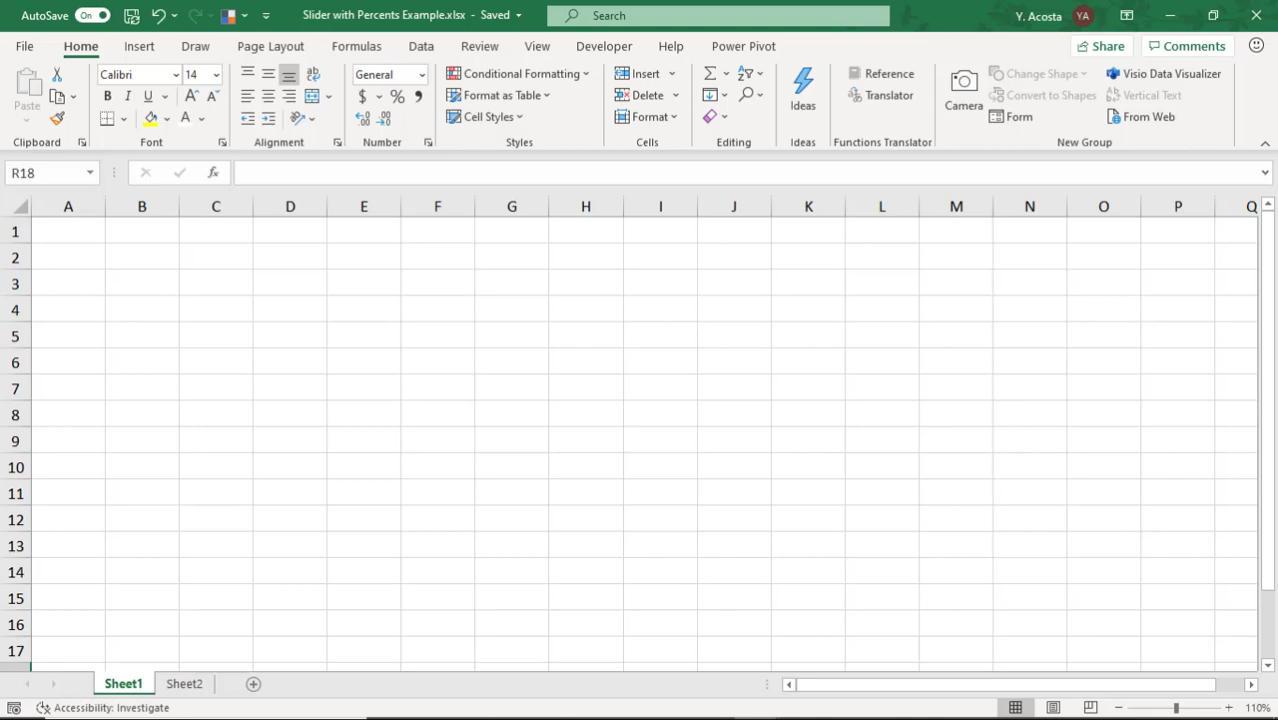 AutoSave On Slider with Percents Example.xlsx - Saved Search Y. Acosta YA
File Home Insert Draw Page Layout Formulas Data Review View Developer Help Power Pivot Share Comments
Paste
Calibri 14
B I U A A
A
ab
General
$ % 9
Conditional Formatting
Format as Table
Cell Styles
Insert
Delete
Format
Ideas
Reference
Translator
Camera
Change Shape
Convert to Shapes
Form
Visio Data Visualizer
Vertical Text
From Web
Clipboard Font Alignment Number Styles Cells Editing Ideas Functions Translator New Group
R18 fx
A B C D E F G H I J K L M N O P Q
1
2
3
4
5
6
7
8
9
10
11
12
13
14
15
16
17
Sheet1 Sheet2
Accessibility: Investigate 110%